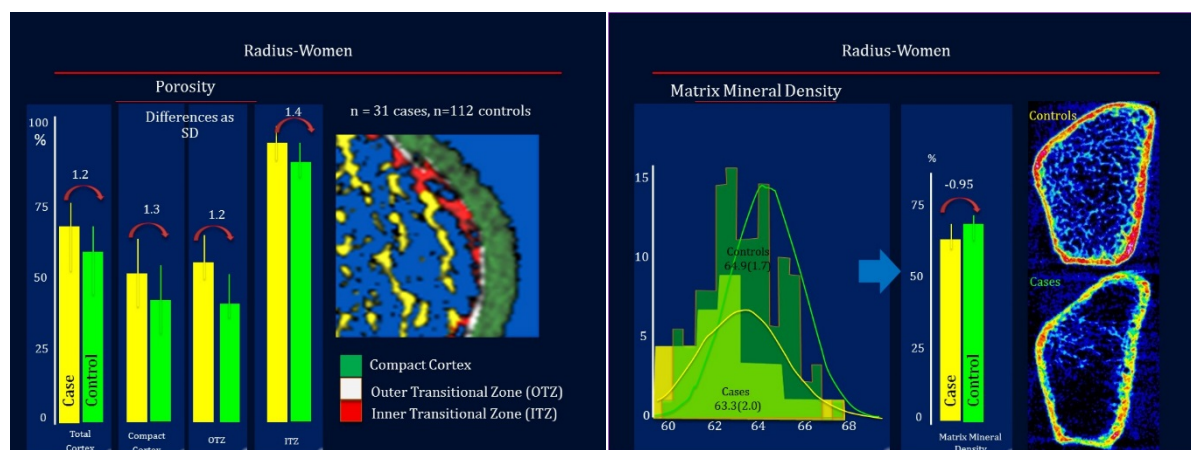 Radius-Women
Porosity
Differences as
SD
n = 31 cases, n=112 controls
100
%
75
50
25
0
1.2
1.3
1.2
1.4
Case
Control
Total
Cortex
Compact
Cortex
OTZ
ITZ
Compact Cortex
Outer Transitional Zone (OTZ)
Inner Transitional Zone (ITZ)
Radius-Women
Matrix Mineral Density
15
10
5
0
60
62
64
66
68
Controls
64.9(1.7)
Cases
63.3(2.0)
%
75
50
25
0
-0.95
Case
Control
Matrix Mineral
Density
Controls
Cases